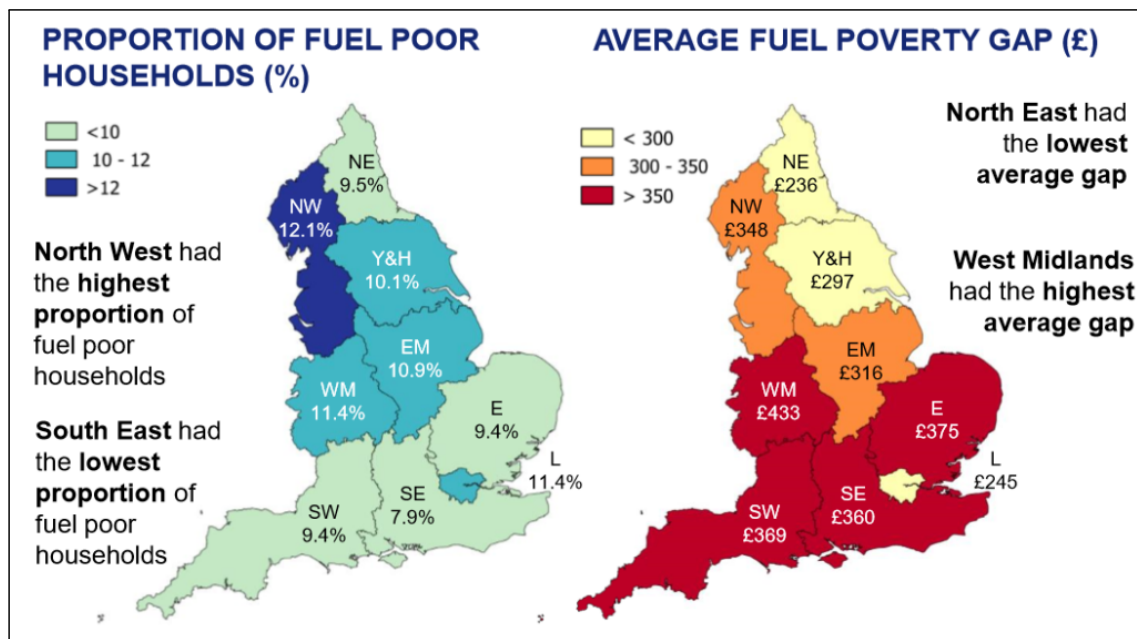 PROPORTION OF FUEL POOR
HOUSEHOLDS (%)
<10
10 - 12
>12
NE
9.5%
NW
12.1%
Y&H
10.1%
EM
10.9%
WM
11.4%
E
9.4%
L
11.4%
SE
7.9%
SW
9.4%
North West had
the highest
proportion of
fuel poor
households
South East had
the lowest
proportion of
fuel poor
households
AVERAGE FUEL POVERTY GAP (£)
< 300
300 - 350
> 350
NE
£236
NW
£348
Y&H
£297
EM
£316
WM
£433
E
£375
L
£245
SE
£360
SW
£369
North East had
the lowest
average gap
West Midlands
had the highest
average gap